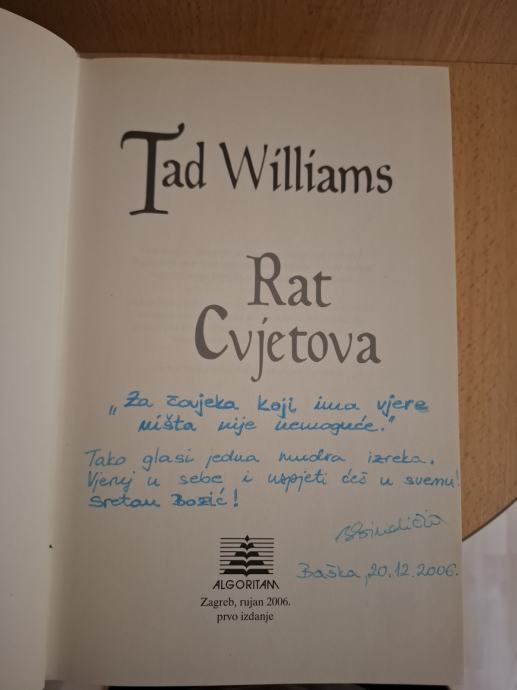 Tad Williams
Rat
Cvjetova
„Za čovjeka koji ima vjere
ništa nije nemoguće."
Tako glasi jedna mudra izreka.
Vjeruj u sebe i uspjeti ćeš u svemu!
Sretan Božić!
ALGORITAM
Baška, 20.12.2006.
Zagreb, rujan 2006.
prvo izdanje